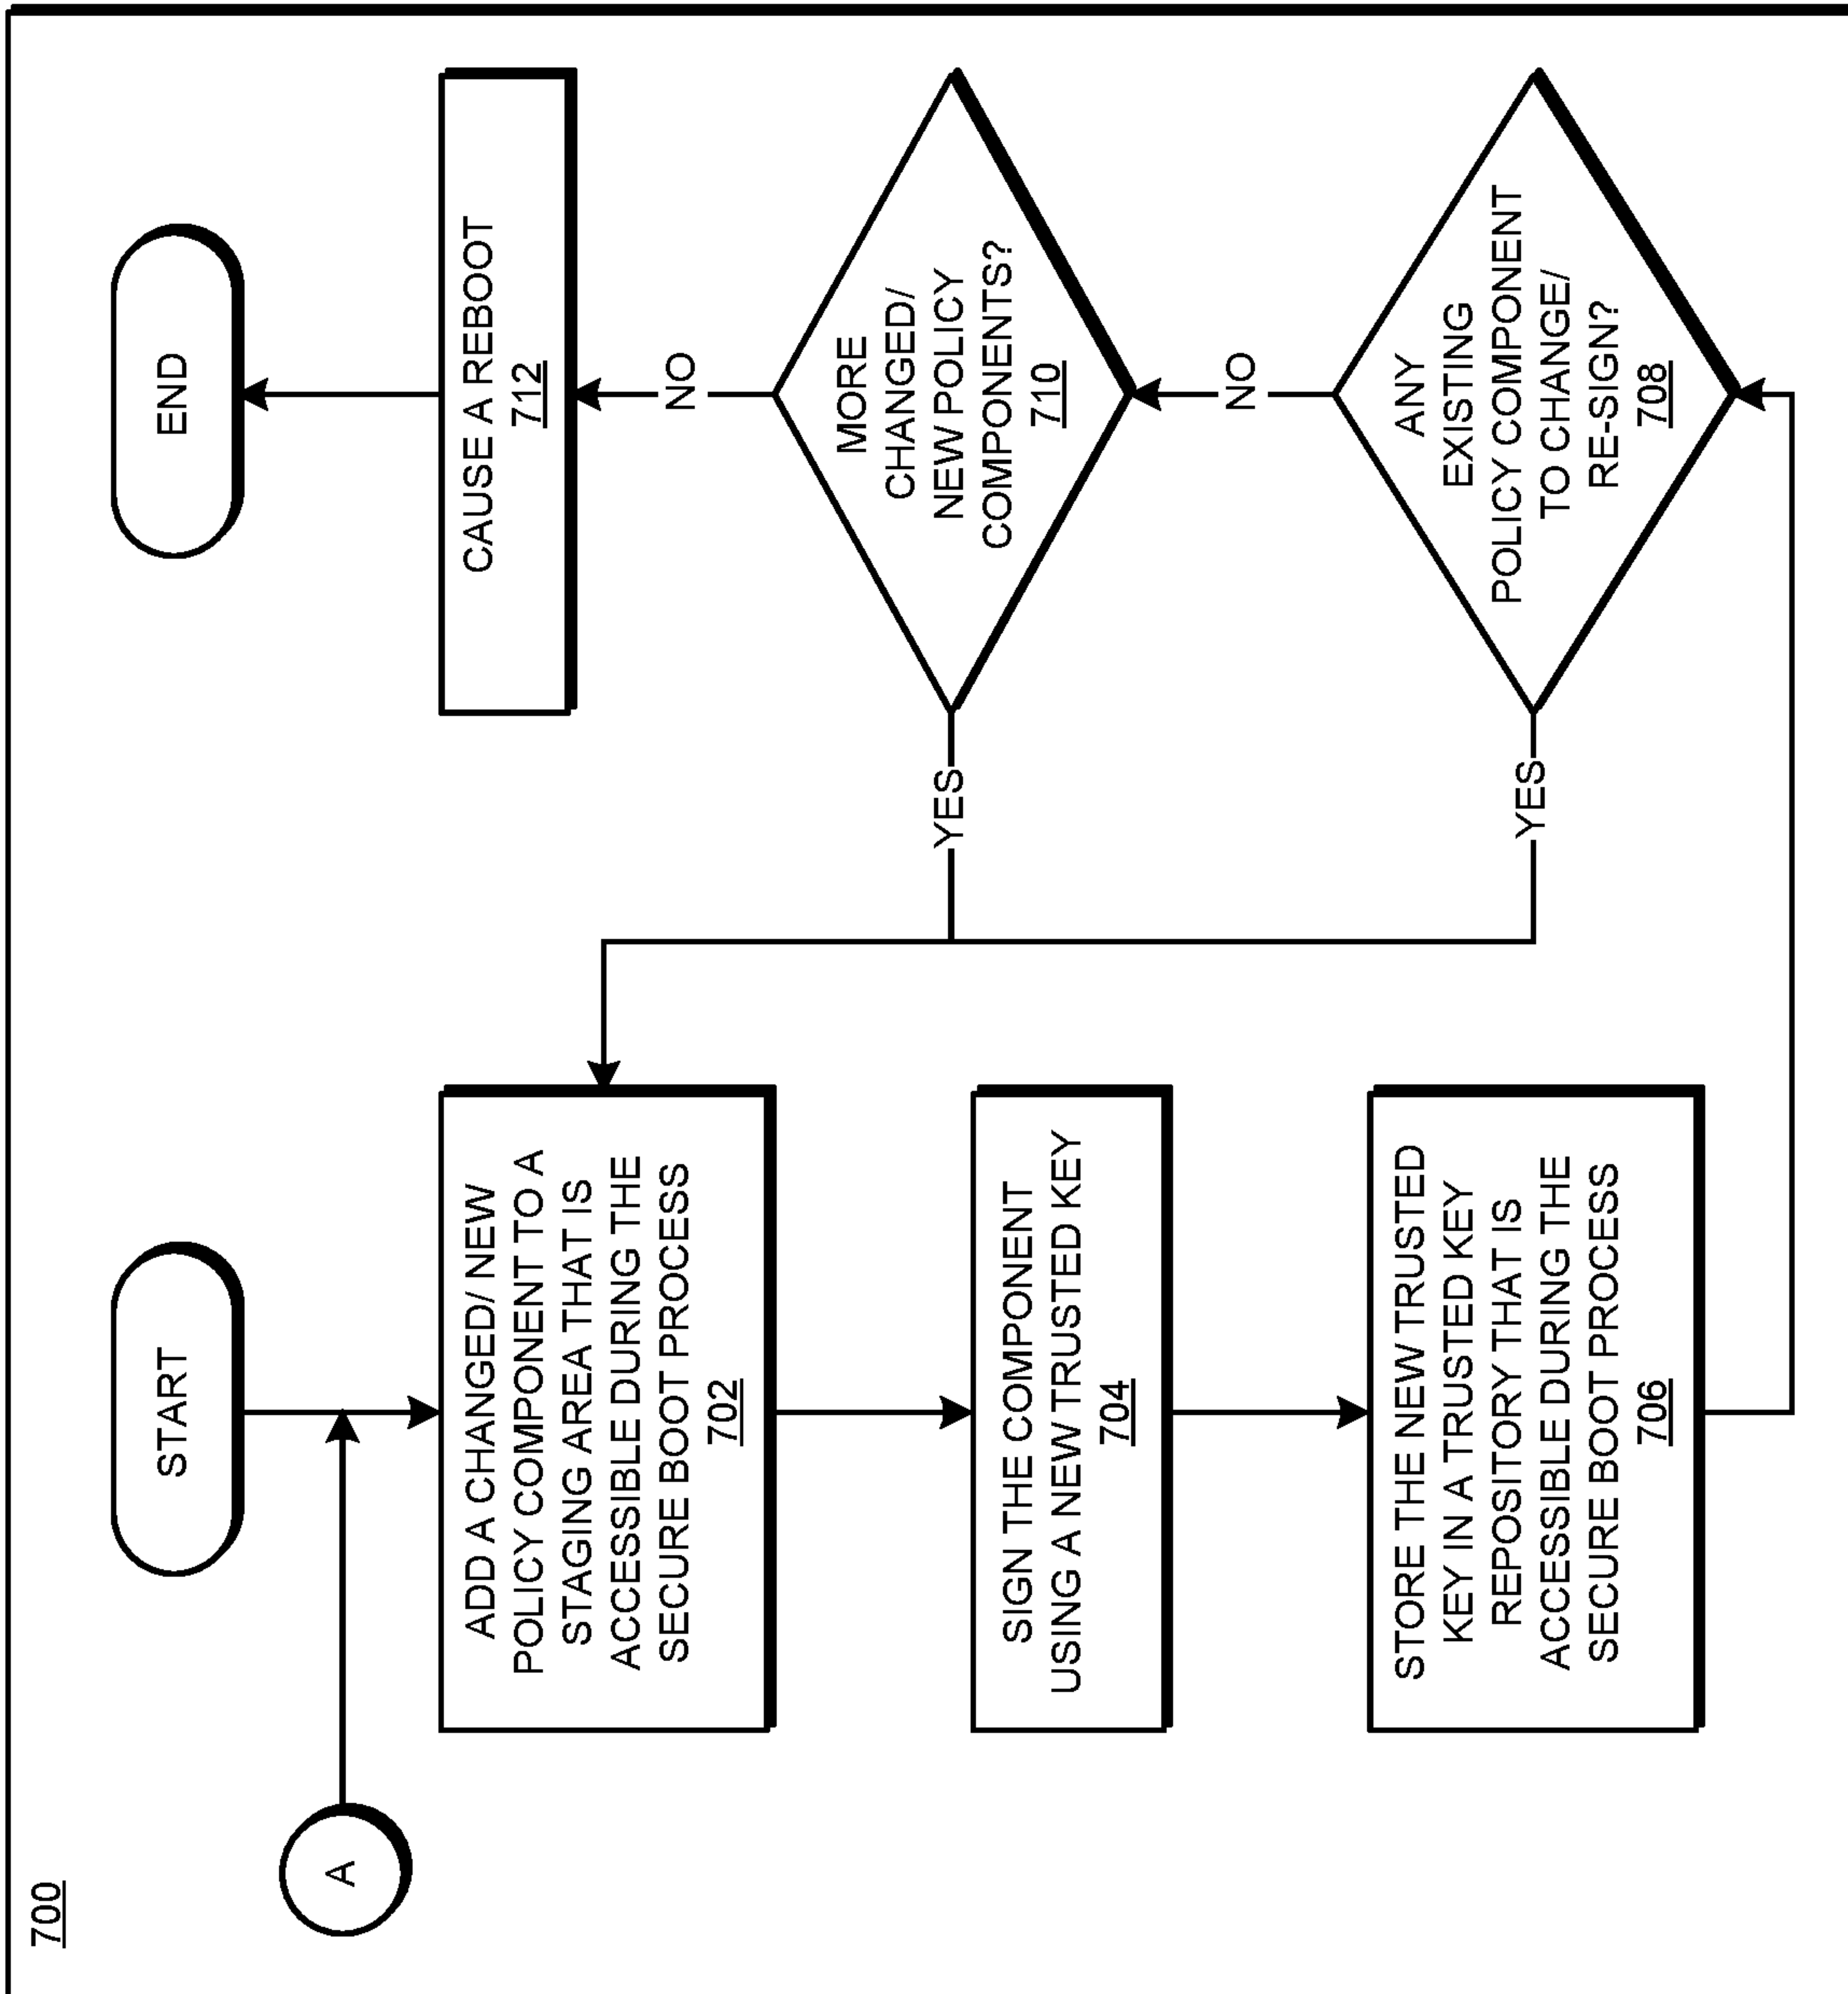 700
A
START
ADD A CHANGED/ NEW
POLICY COMPONENT TO A
STAGING AREA THAT IS
ACCESSIBLE DURING THE
SECURE BOOT PROCESS
702
SIGN THE COMPONENT
USING A NEW TRUSTED KEY
704
STORE THE NEW TRUSTED
KEY IN A TRUSTED KEY
REPOSITORY THAT IS
ACCESSIBLE DURING THE
SECURE BOOT PROCESS
706
ANY
EXISTING
POLICY COMPONENT
TO CHANGE/
RE-SIGN?
708
YES
NO
MORE
CHANGED/
NEW POLICY
COMPONENTS?
710
YES
NO
CAUSE A REBOOT
712
END